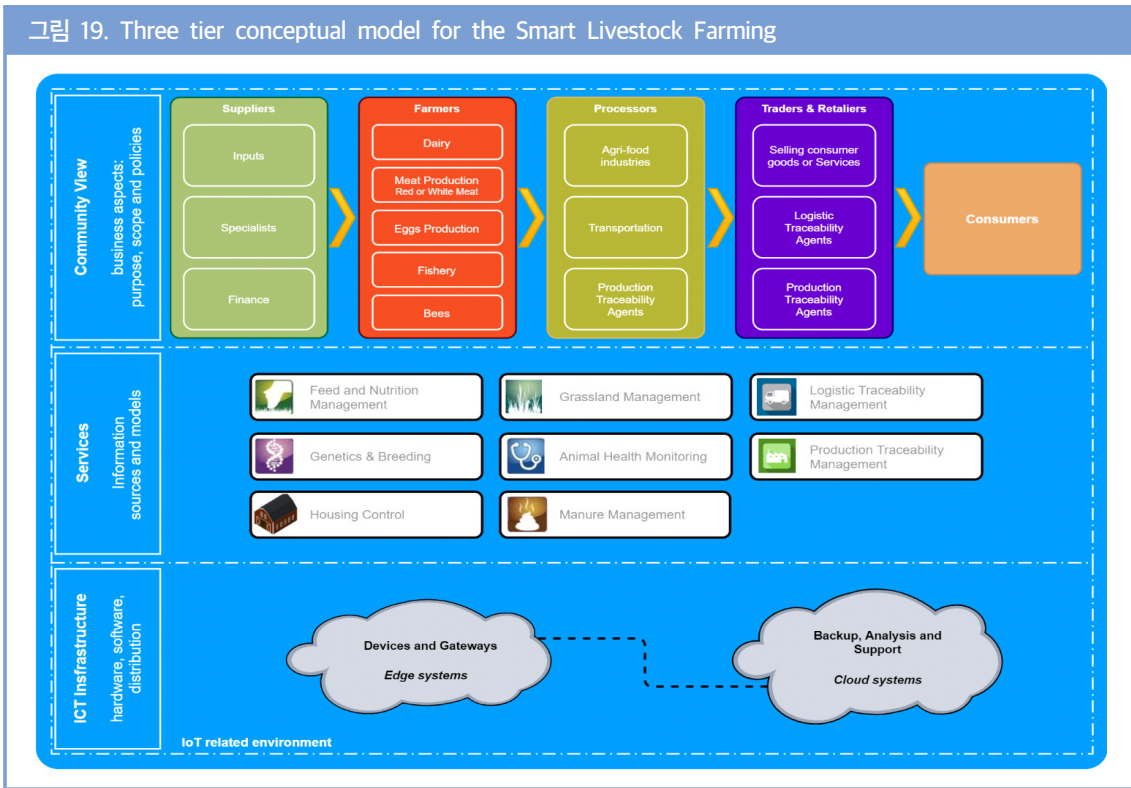 그림 19. Three tier conceptual model for the Smart Livestock Farming
Community View
business aspects:
purpose, scope and policies
Suppliers
Inputs
Specialists
Finance
Farmers
Dairy
Meat Production
Red or White Meat
Eggs Production
Fishery
Bees
Processors
Agri-food
industries
Transportation
Production
Traceability
Agents
Traders & Retaliers
Selling consumer
goods or Services
Logistic
Traceability
Agents
Production
Traceability
Agents
Consumers
Services
Information
sources and models
Feed and Nutrition
Management
Grassland Management
Logistic Traceability
Management
Genetics & Breeding
Animal Health Monitoring
Production Traceability
Management
Housing Control
Manure Management
ICT Insfrastructure
hardware, software,
distribution
Devices and Gateways
Edge systems
Backup, Analysis and
Support
Cloud systems
IoT related environment